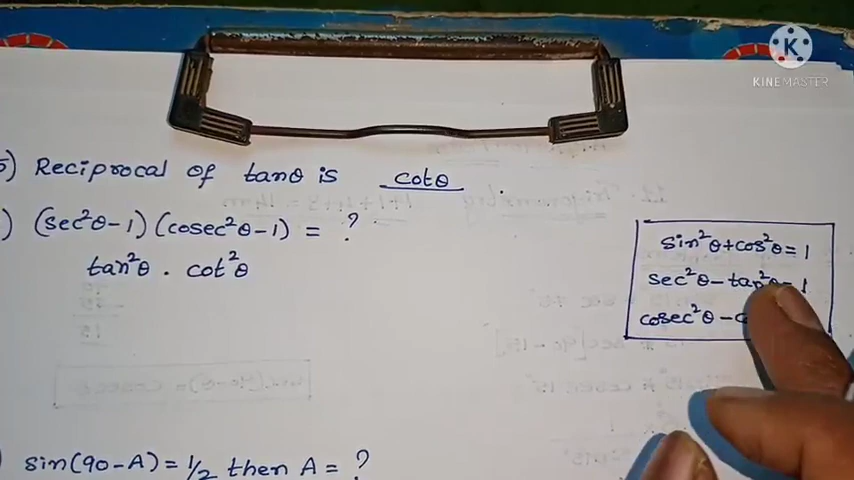 KINEMASTER
5) Reciprocal of tanθ is cotθ
) (sec²θ-1)(cosec²θ-1) = ?
tan²θ . cot²θ
sin²θ+cos²θ=1
sec²θ-tan²θ=1
cosec²θ-c
) sin(90-A)=1/2 then A = ?